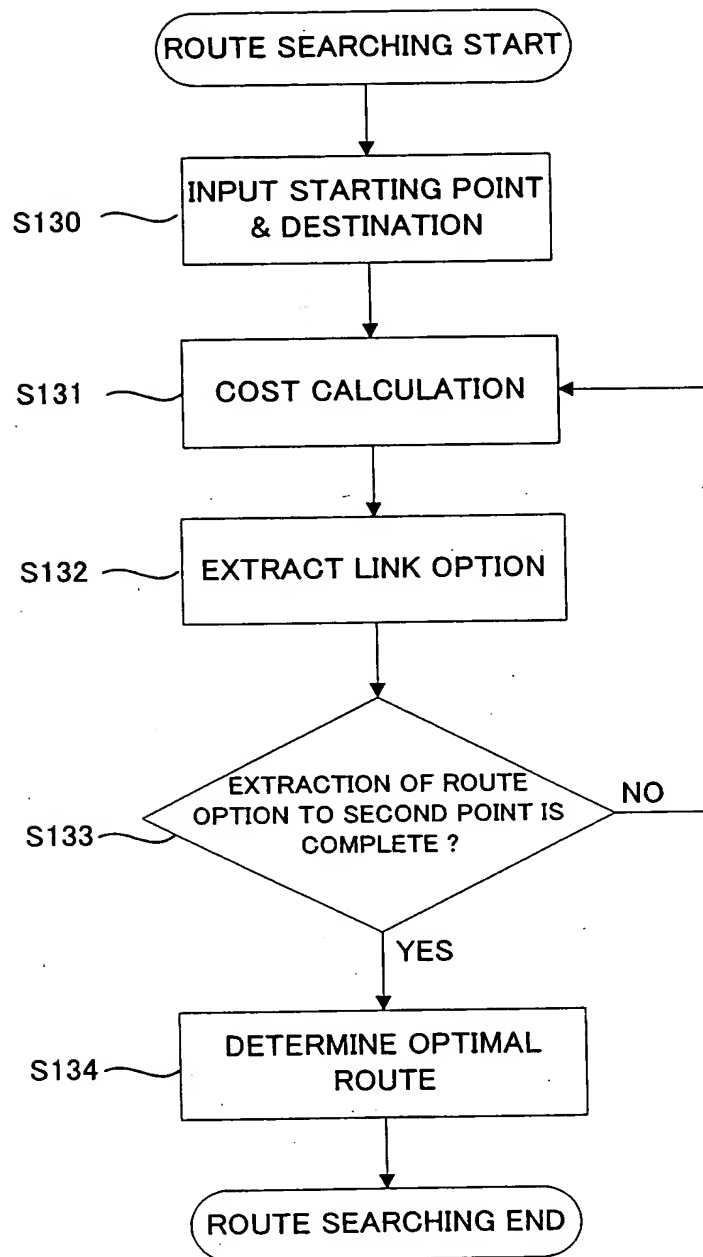 ROUTE SEARCHING START
S130
INPUT STARTING POINT
& DESTINATION
S131
COST CALCULATION
S132
EXTRACT LINK OPTION
S133
EXTRACTION OF ROUTE
OPTION TO SECOND POINT IS
COMPLETE ?
NO
YES
S134
DETERMINE OPTIMAL
ROUTE
ROUTE SEARCHING END